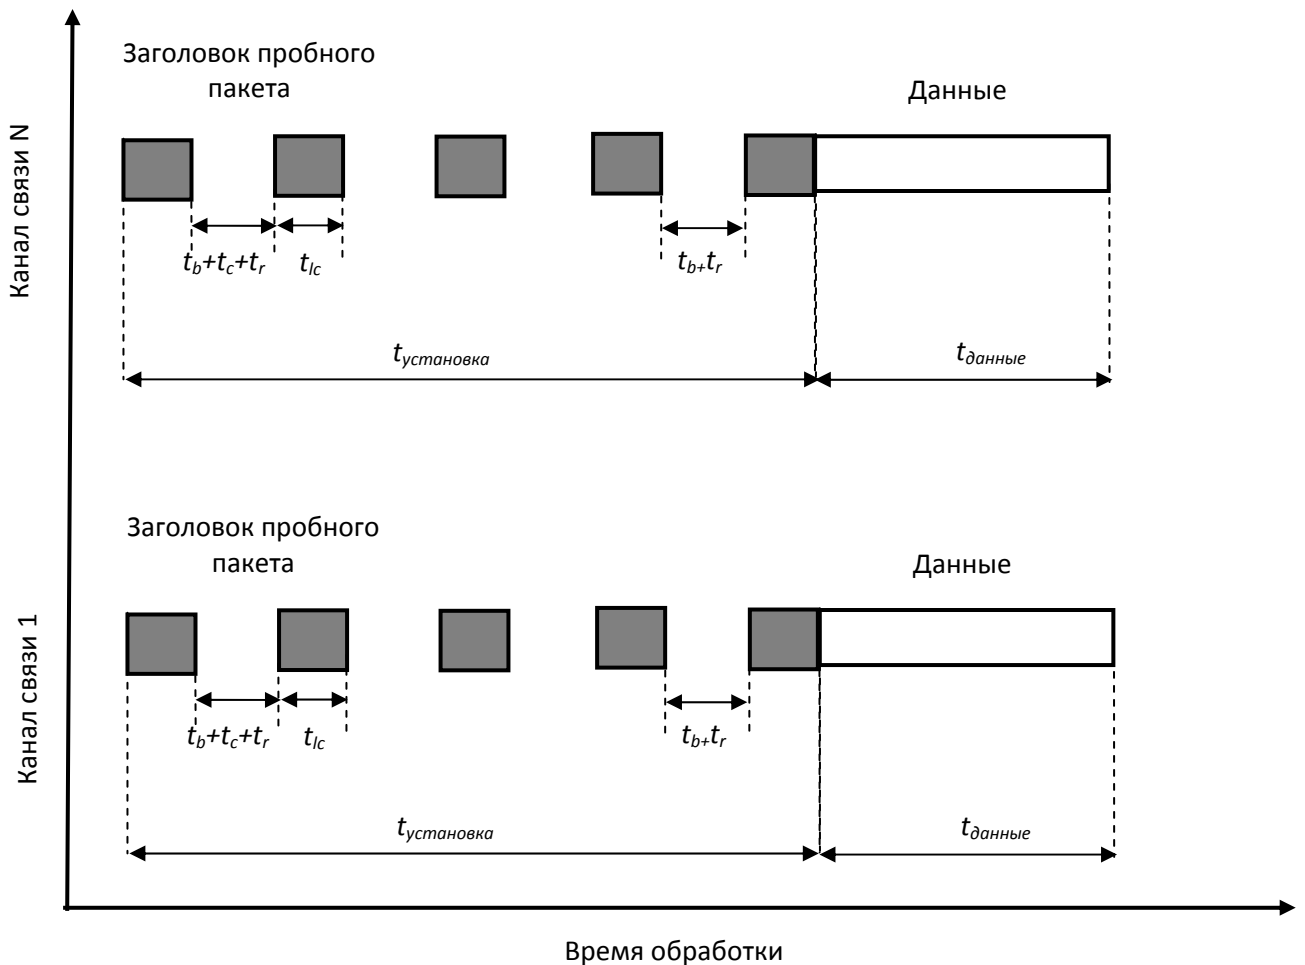 Заголовок пробного
пакета
Данные
Канал связи N
t_b+t_c+t_r
t_lc
t_b+t_r
t_установка
t_данные
Заголовок пробного
пакета
Данные
Канал связи 1
t_b+t_c+t_r
t_lc
t_b+t_r
t_установка
t_данные
Время обработки